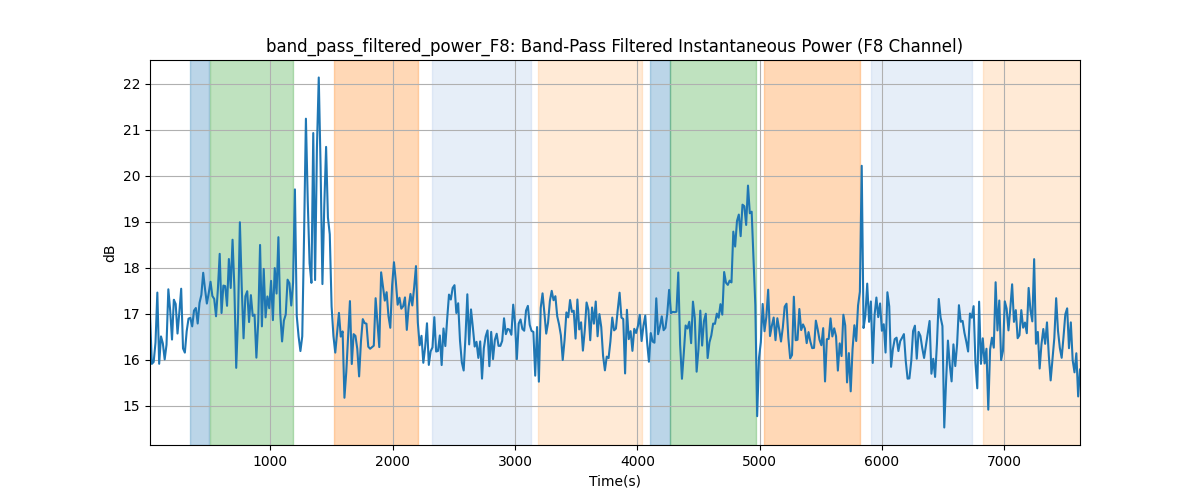 band_pass_filtered_power_F8: Band-Pass Filtered Instantaneous Power (F8 Channel)
22
21
20
19
18
17
16
15
dB
1000 2000 3000 4000 5000 6000 7000
Time(s)